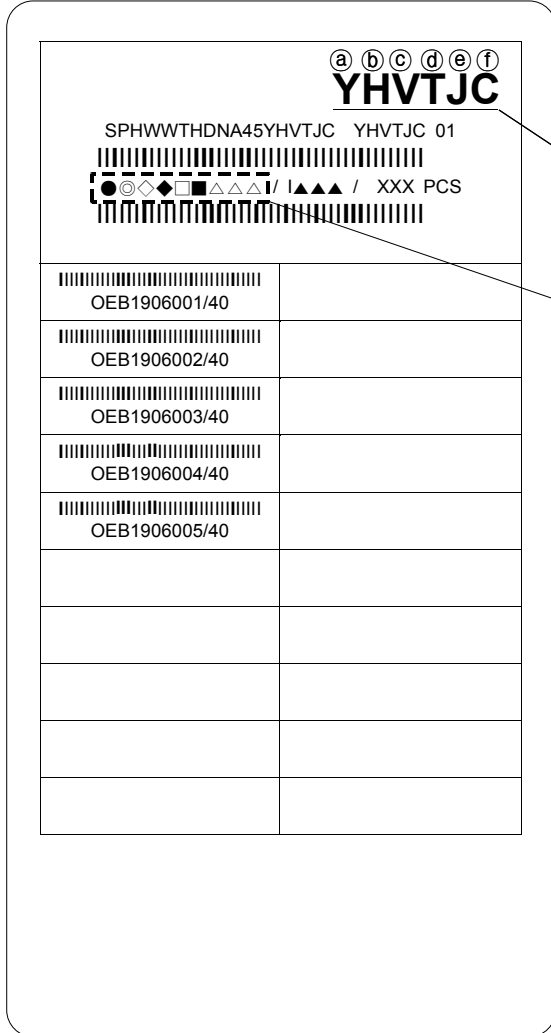 ⓐ ⓑ ⓒ ⓓ ⓔ ⓕ
YHVTJC
SPHWWTHDNA45YHVTJC YHVTJC 01
●◎◇◆□■△△△ / I▲▲▲ / XXX PCS
OEB1906001/40
OEB1906002/40
OEB1906003/40
OEB1906004/40
OEB1906005/40